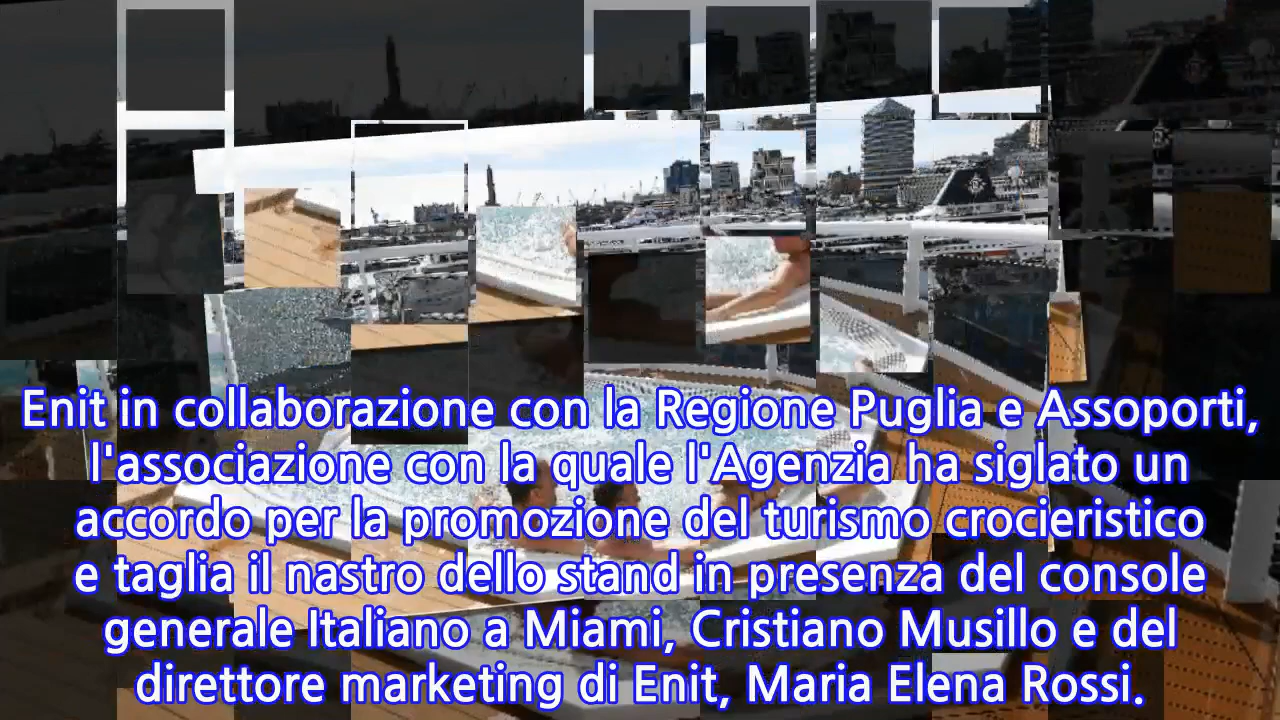 Enit in collaborazione con la Regione Puglia e Assoporti,
l'associazione con la quale l'Agenzia ha siglato un
accordo per la promozione del turismo crocieristico
e taglia il nastro dello stand in presenza del console
generale Italiano a Miami, Cristiano Musillo e del
direttore marketing di Enit, Maria Elena Rossi.